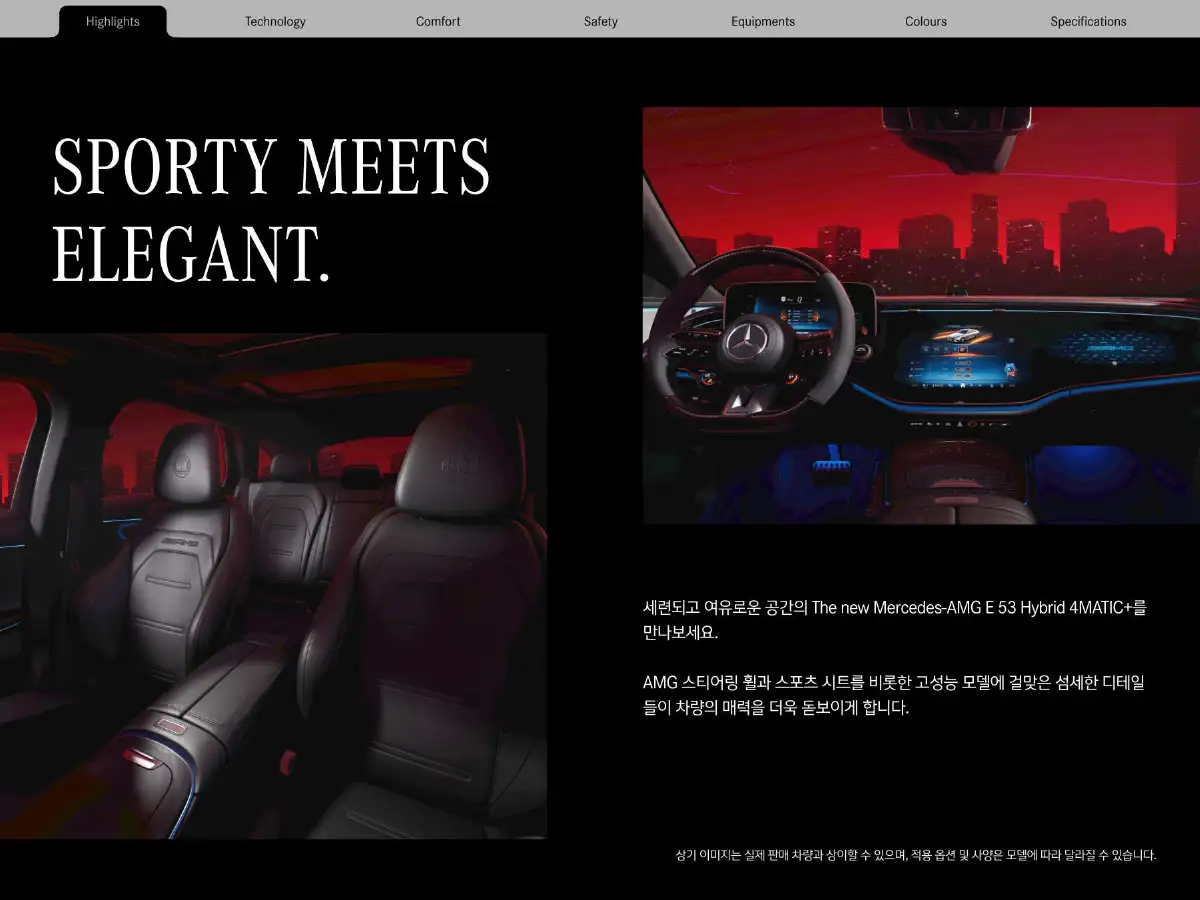 Highlights
Technology
Comfort
Safety
Equipments
Colours
Specifications
SPORTY MEETS
ELEGANT.
세련되고 여유로운 공간의 The new Mercedes-AMG E 53 Hybrid 4MATIC+를
만나보세요.
AMG 스티어링 휠과 스포츠 시트를 비롯한 고성능 모델에 걸맞은 섬세한 디테일
들이 차량의 매력을 더욱 돋보이게 합니다.
상기 이미지는 실제 판매 차량과 상이할 수 있으며, 적용 옵션 및 사양은 모델에 따라 달라질 수 있습니다.